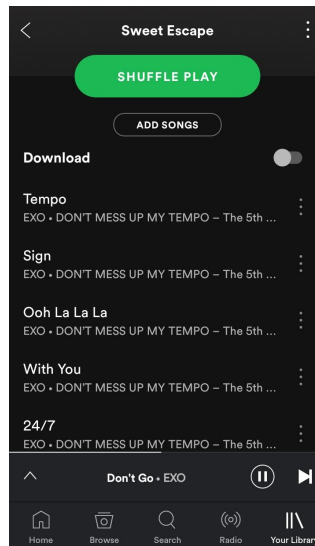 Sweet Escape
SHUFFLE PLAY
ADD SONGS
Download
Tempo
EXO • DON'T MESS UP MY TEMPO – The 5th ...
Sign
EXO • DON'T MESS UP MY TEMPO – The 5th ...
Ooh La La La
EXO • DON'T MESS UP MY TEMPO – The 5th ...
With You
EXO • DON'T MESS UP MY TEMPO – The 5th ...
24/7
EXO • DON'T MESS UP MY TEMPO – The 5th ...
Don't Go • EXO
Home Browse Search Radio Your Library